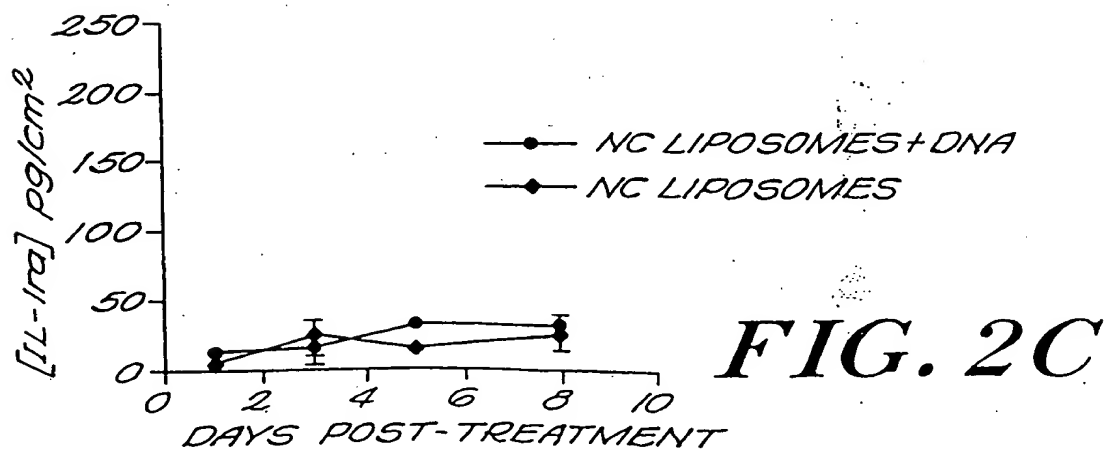 250
200
150
100
50
0
[IL-1ra] pg/cm²
NC LIPOSOMES+DNA
NC LIPOSOMES
0 2 4 6 8 10
DAYS POST-TREATMENT
FIG. 2C